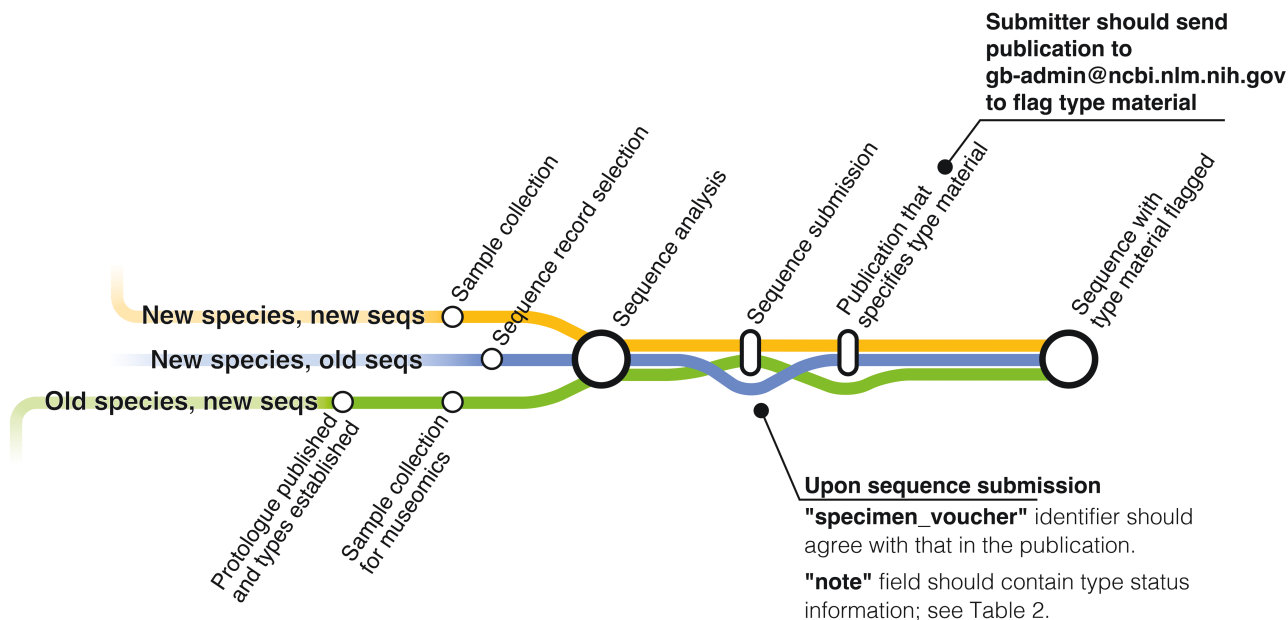 Submitter should send
publication to
gb-admin@ncbi.nlm.nih.gov
to flag type material
Sample collection
Sequence record selection
Sequence analysis
Sequence submission
Publication that
specifies type material
Sequence with
type material flagged
New species, new seqs
New species, old seqs
Old species, new seqs
Protologue published
and types established
Sample collection
for museomics
Upon sequence submission
"specimen_voucher" identifier should
agree with that in the publication.
"note" field should contain type status
information; see Table 2.